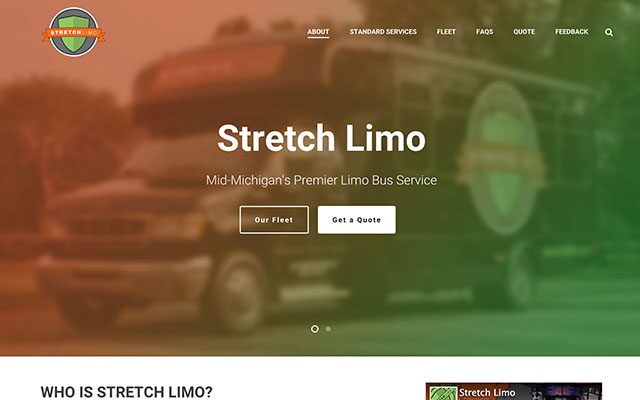 STRETCH LIMO
ABOUT
STANDARD SERVICES
FLEET
FAQS
QUOTE
FEEDBACK
Stretch Limo
Mid-Michigan's Premier Limo Bus Service
Our Fleet
Get a Quote
WHO IS STRETCH LIMO?
Stretch Limo